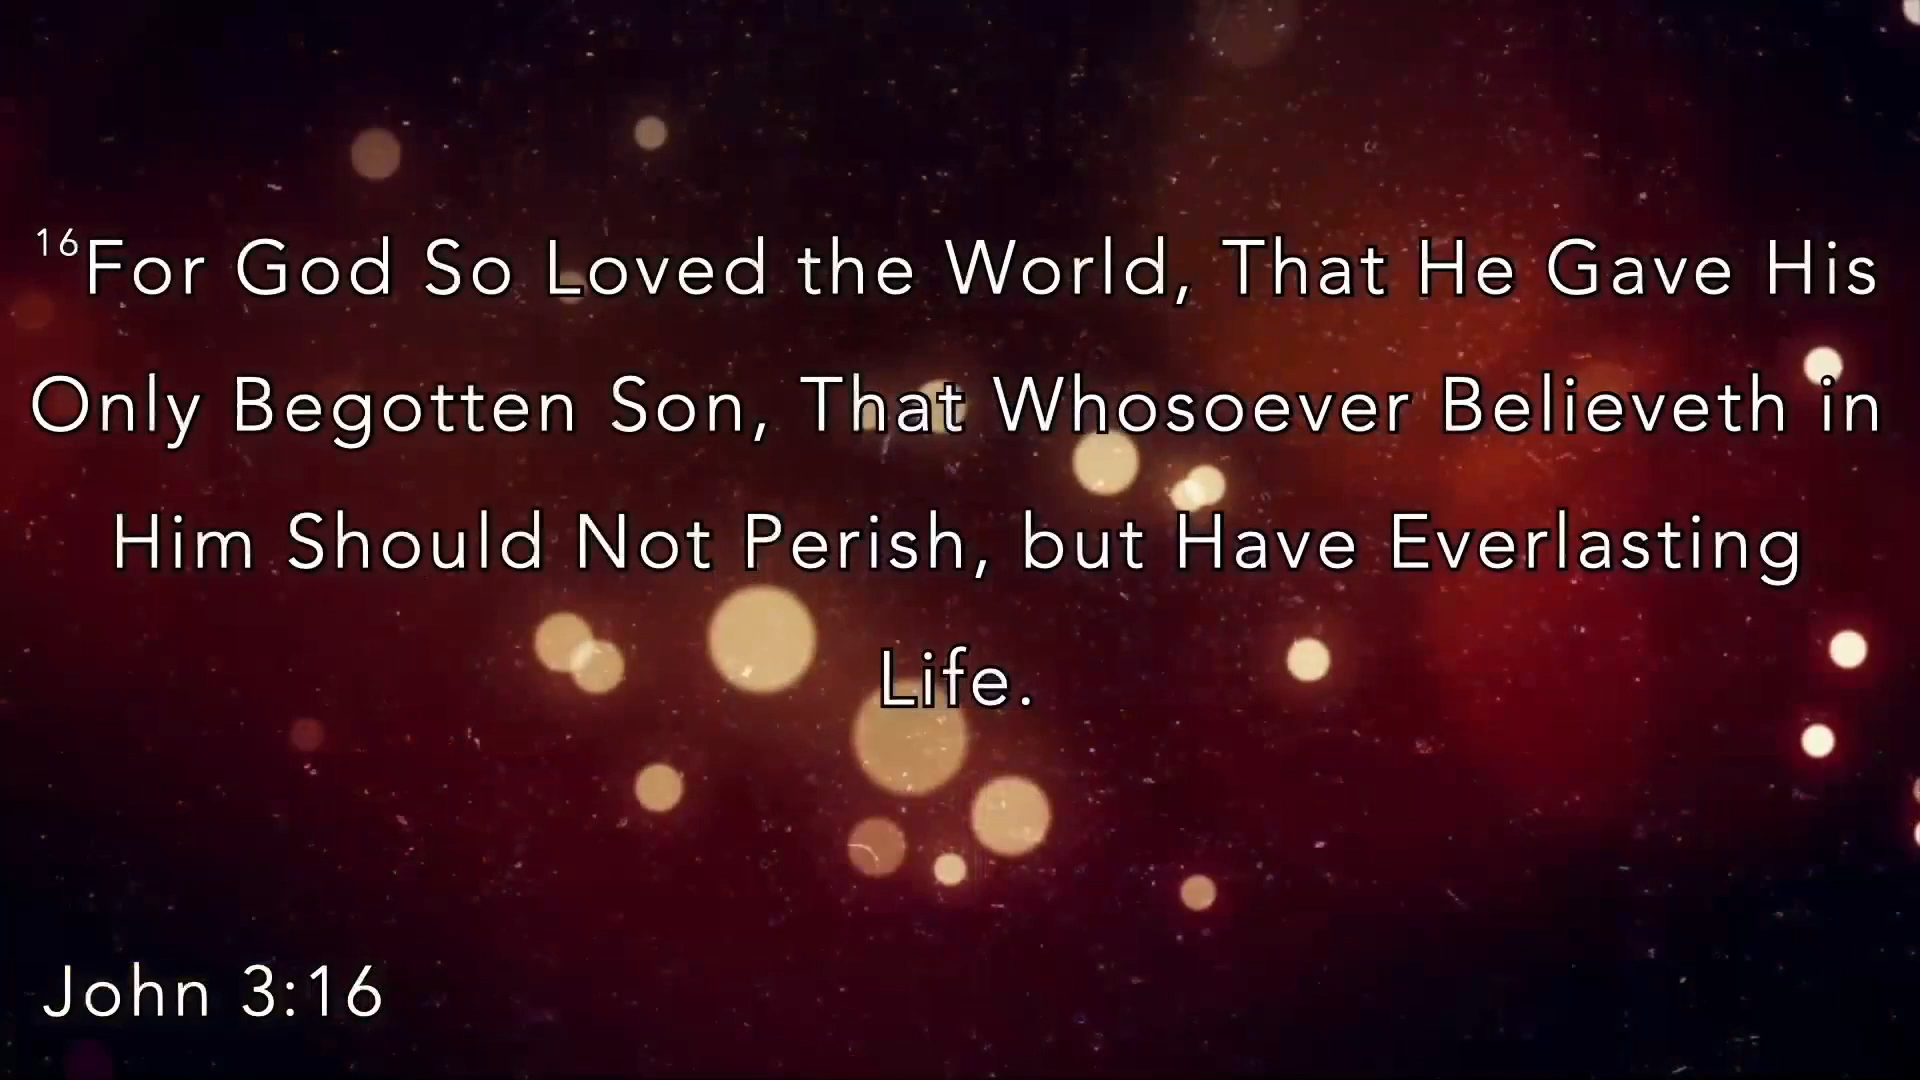 16For God So Loved the World, That He Gave His
Only Begotten Son, That Whosoever Believeth in
Him Should Not Perish, but Have Everlasting
Life.
John 3:16